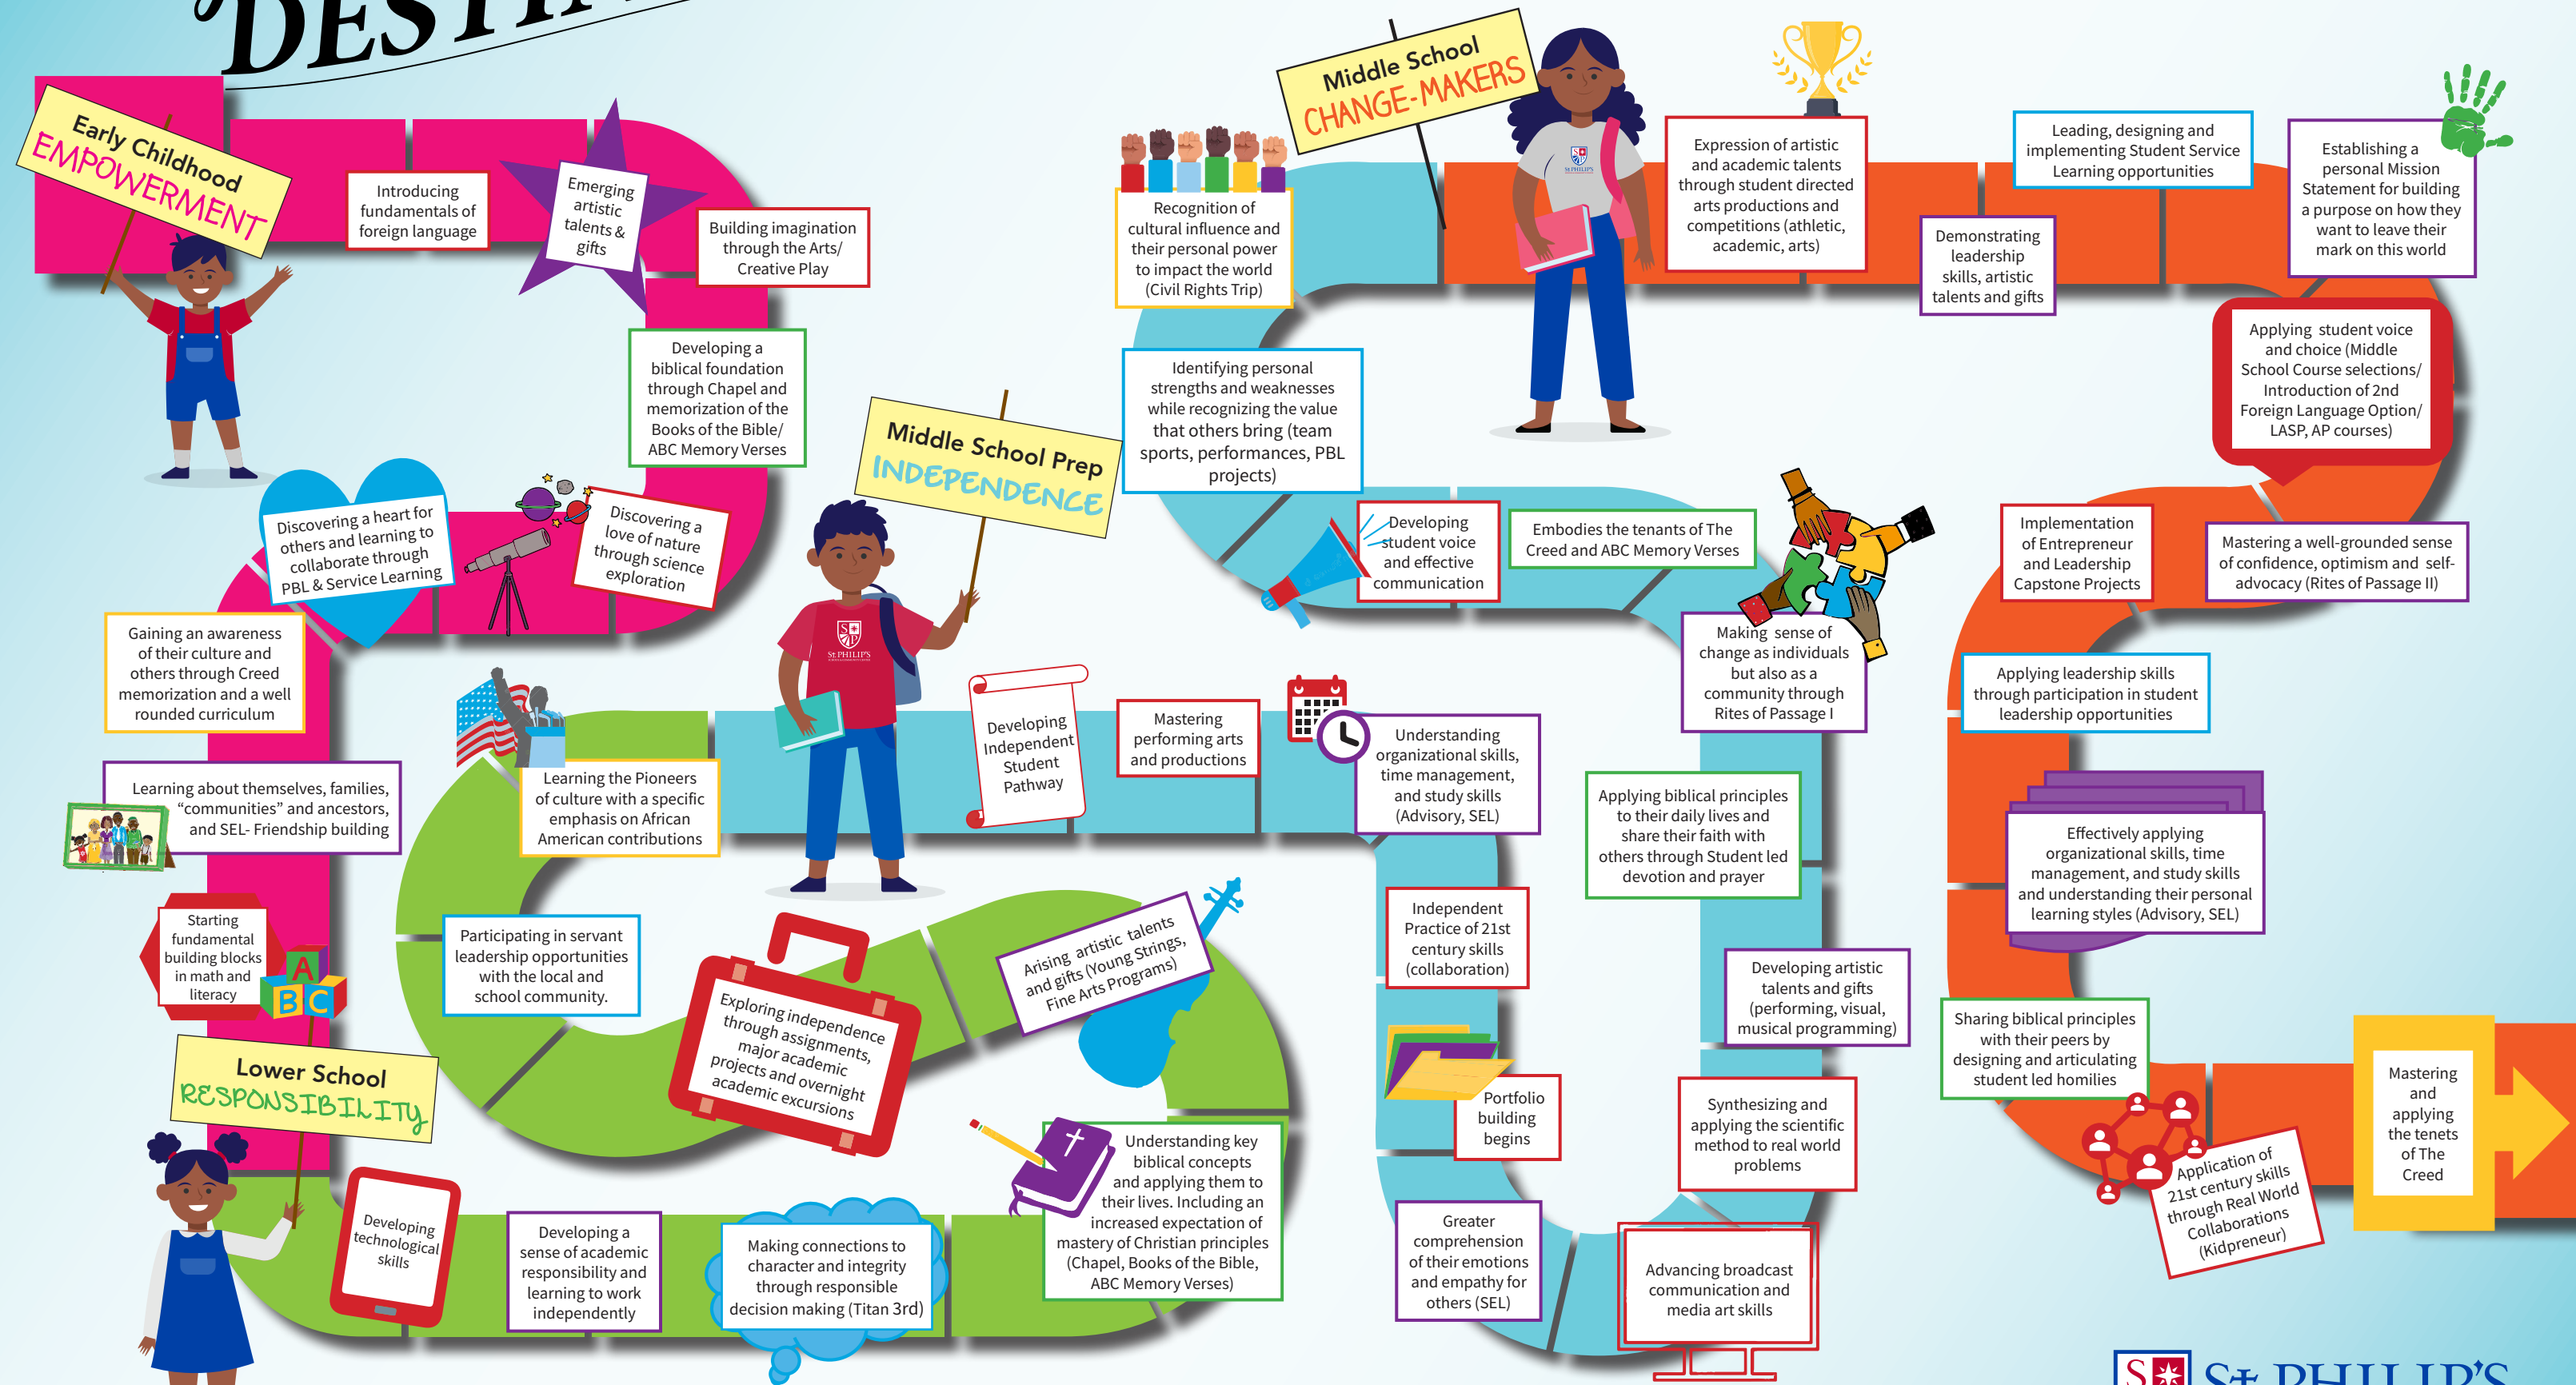 Early Childhood
EMPOWERMENT
Introducing
fundamentals of
foreign language
Emerging
artistic
talents &
gifts
Building imagination
through the Arts/
Creative Play
Developing a
biblical foundation
through Chapel and
memorization of the
Books of the Bible/
ABC Memory Verses
Discovering a
love of nature
through science
exploration
Discovering a heart for
others and learning to
collaborate through
PBL & Service Learning
Gaining an awareness
of their culture and
others through Creed
memorization and a well
rounded curriculum
Learning about themselves, families,
“communities” and ancestors,
and SEL- Friendship building
Starting
fundamental
building blocks
in math and
literacy
A
B C
Lower School
RESPONSIBILITY
Developing
technological
skills
Developing a
sense of academic
responsibility and
learning to work
independently
Making connections to
character and integrity
through responsible
decision making (Titan 3rd)
Understanding key
biblical concepts
and applying them to
their lives. Including an
increased expectation of
mastery of Christian principles
(Chapel, Books of the Bible,
ABC Memory Verses)
Arising artistic talents
and gifts (Young Strings,
Fine Arts Programs)
Exploring independence
through assignments,
major academic
projects and overnight
academic excursions
Participating in servant
leadership opportunities
with the local and
school community.
Learning the Pioneers
of culture with a specific
emphasis on African
American contributions
Middle School Prep
INDEPENDENCE
S
P
St. PHILIP'S
Developing
Independent
Student
Pathway
Mastering
performing arts
and productions
Understanding
organizational skills,
time management,
and study skills
(Advisory, SEL)
Independent
Practice of 21st
century skills
(collaboration)
Portfolio
building
begins
Greater
comprehension
of their emotions
and empathy for
others (SEL)
Advancing broadcast
communication and
media art skills
Synthesizing and
applying the scientific
method to real world
problems
Developing artistic
talents and gifts
(performing, visual,
musical programming)
Applying biblical principles
to their daily lives and
share their faith with
others through Student led
devotion and prayer
Making sense of
change as individuals
but also as a
community through
Rites of Passage I
Embodies the tenants of The
Creed and ABC Memory Verses
Developing
student voice
and effective
communication
Identifying personal
strengths and weaknesses
while recognizing the value
that others bring (team
sports, performances, PBL
projects)
Recognition of
cultural influence and
their personal power
to impact the world
(Civil Rights Trip)
Middle School
CHANGE-MAKERS
St. PHILIP'S
Expression of artistic
and academic talents
through student directed
arts productions and
competitions (athletic,
academic, arts)
Demonstrating
leadership
skills, artistic
talents and gifts
Leading, designing and
implementing Student Service
Learning opportunities
Establishing a
personal Mission
Statement for building
a purpose on how they
want to leave their
mark on this world
Applying student voice
and choice (Middle
School Course selections/
Introduction of 2nd
Foreign Language Option/
LASP, AP courses)
Mastering a well-grounded sense
of confidence, optimism and self-
advocacy (Rites of Passage II)
Implementation
of Entrepreneur
and Leadership
Capstone Projects
Applying leadership skills
through participation in student
leadership opportunities
Effectively applying
organizational skills, time
management, and study skills
and understanding their personal
learning styles (Advisory, SEL)
Sharing biblical principles
with their peers by
designing and articulating
student led homilies
Application of
21st century skills
through Real World
Collaborations
(Kidpreneur)
Mastering
and
applying
the tenets
of The
Creed
S
St. PHILIP'S